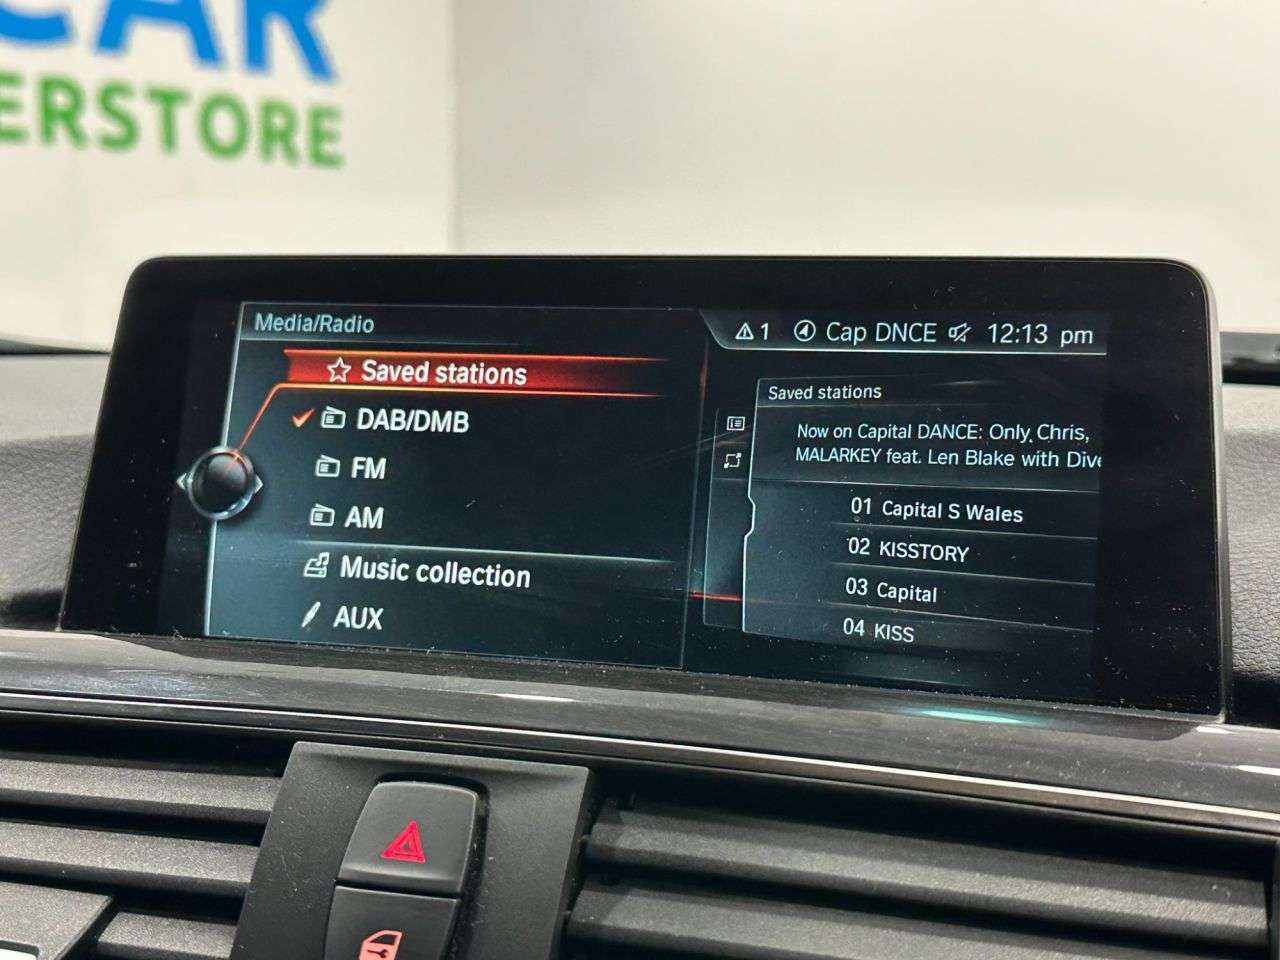 CAR
ERSTORE
Media/Radio
1 Cap DNCE 12:13 pm
Saved stations
DAB/DMB
FM
AM
Music collection
AUX
Saved stations
Now on Capital DANCE: Only Chris,
MALARKEY feat. Len Blake with Dive
01 Capital S Wales
02 KISSTORY
03 Capital
04 KISS